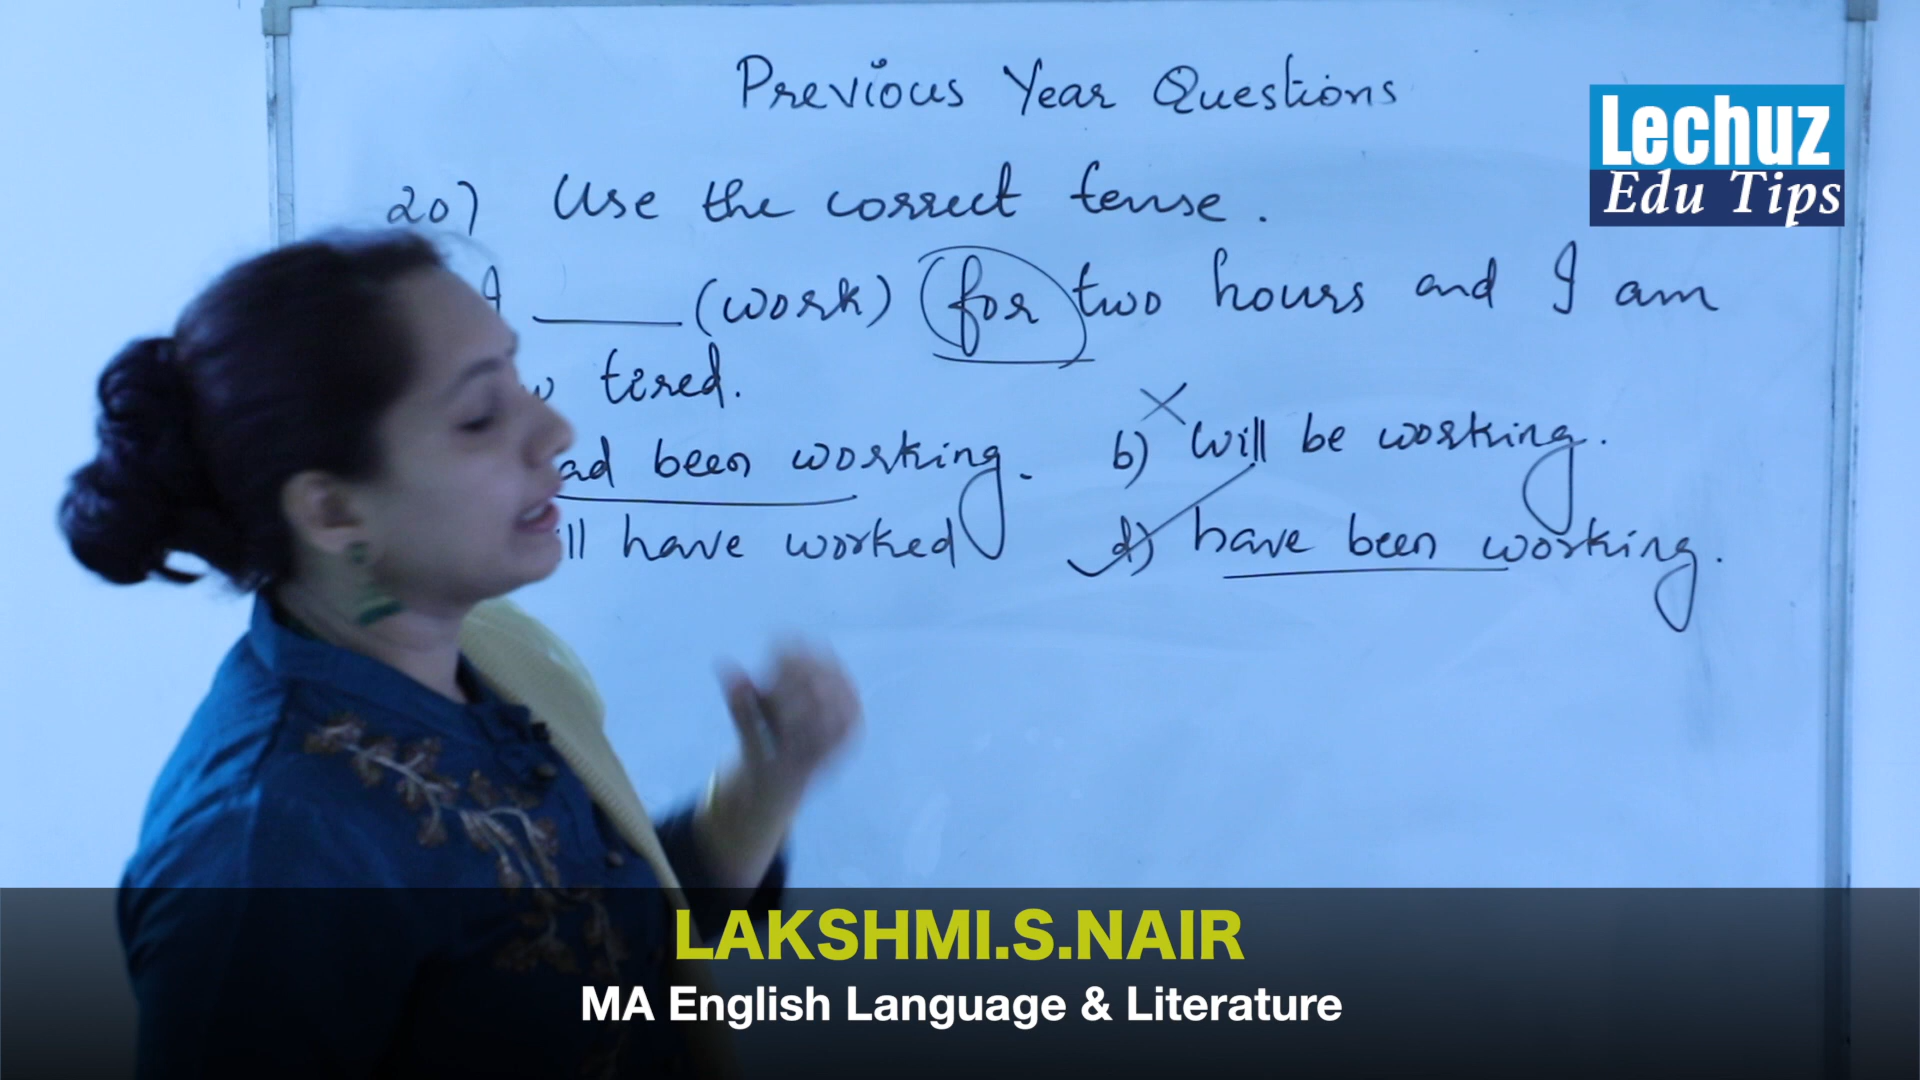 Previous Year Questions
Lechuz
Edu Tips
20) Use the correct tense.
I ____ (work) for two hours and I am
tired.
been working.
b) Will be working.
have worked
d) have been working.
LAKSHMI.S.NAIR
MA English Language & Literature